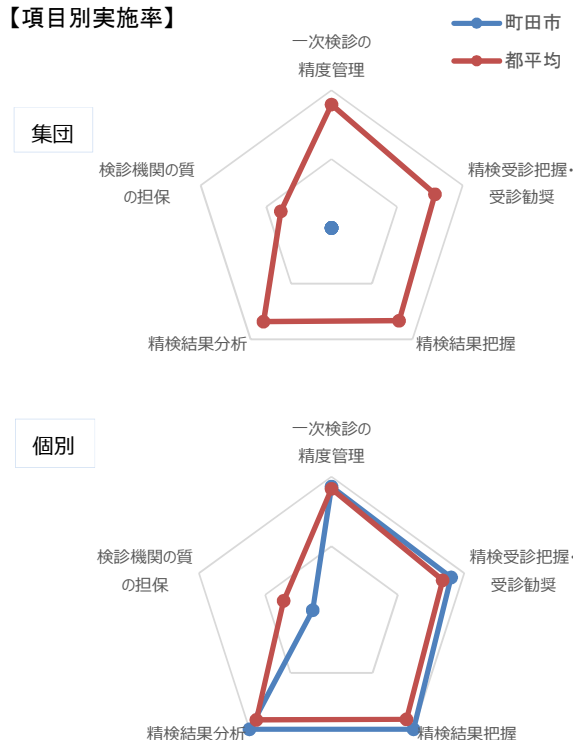 【項目別実施率】
町田市
都平均
集団
一次検診の
精度管理
精検受診把握・
受診勧奨
精検結果把握
精検結果分析
検診機関の質
の担保
個別
一次検診の
精度管理
精検受診把握・
受診勧奨
精検結果把握
精検結果分析
検診機関の質
の担保